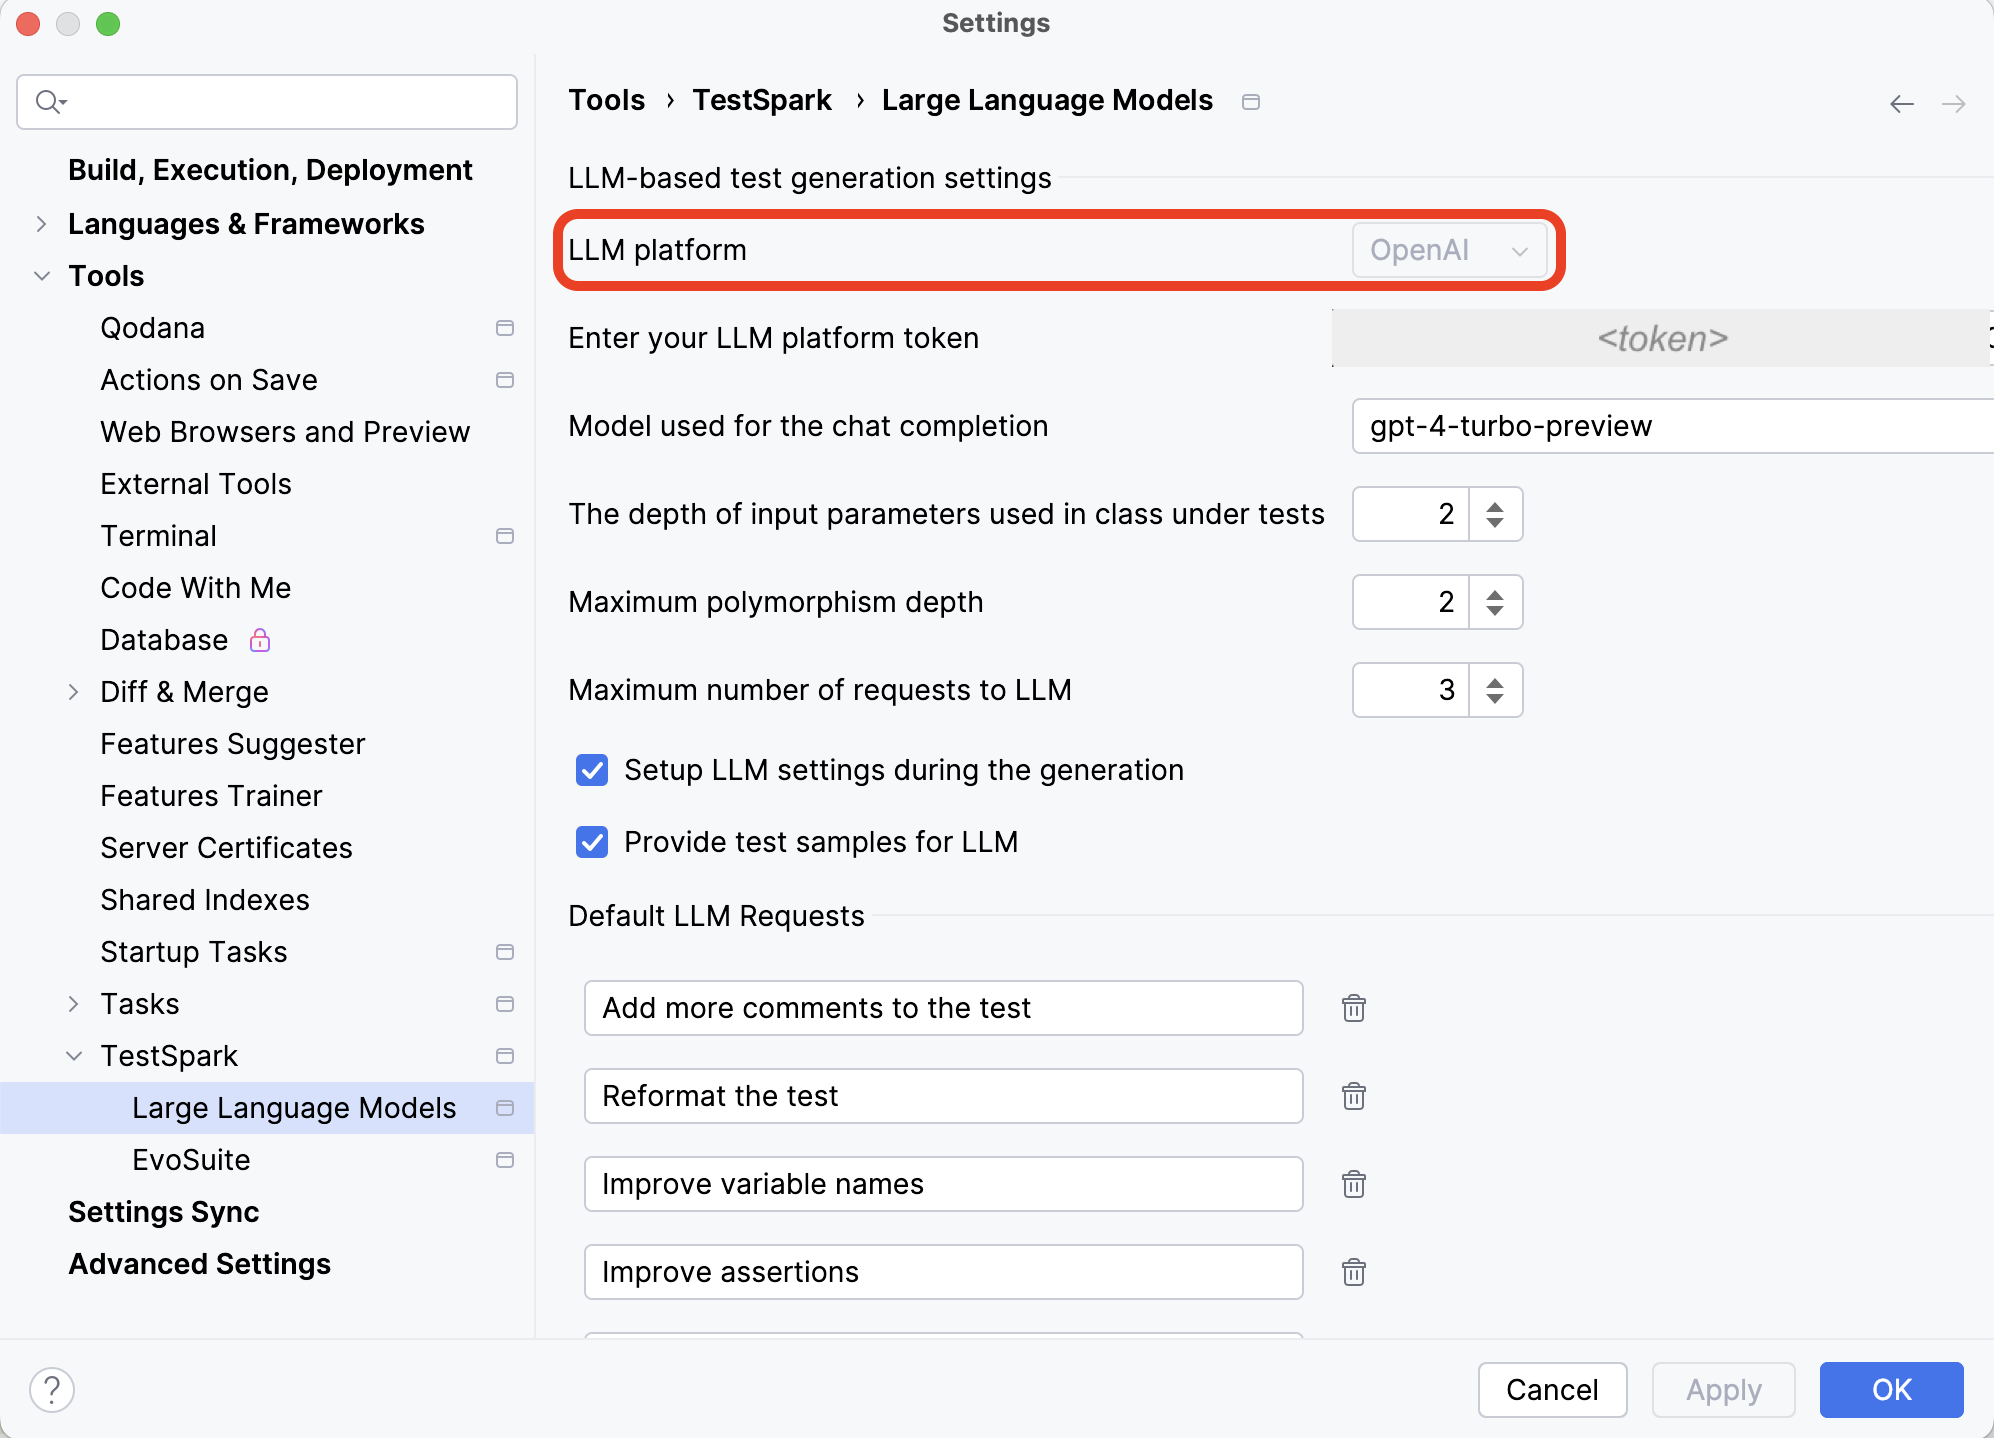 Settings
Build, Execution, Deployment
Languages & Frameworks
Tools
Qodana
Actions on Save
Web Browsers and Preview
External Tools
Terminal
Code With Me
Database
Diff & Merge
Features Suggester
Features Trainer
Server Certificates
Shared Indexes
Startup Tasks
Tasks
TestSpark
Large Language Models
EvoSuite
Settings Sync
Advanced Settings
Tools › TestSpark › Large Language Models
LLM-based test generation settings
LLM platform OpenAI
Enter your LLM platform token <token>
Model used for the chat completion gpt-4-turbo-preview
The depth of input parameters used in class under tests 2
Maximum polymorphism depth 2
Maximum number of requests to LLM 3
Setup LLM settings during the generation
Provide test samples for LLM
Default LLM Requests
Add more comments to the test
Reformat the test
Improve variable names
Improve assertions
? Cancel Apply OK